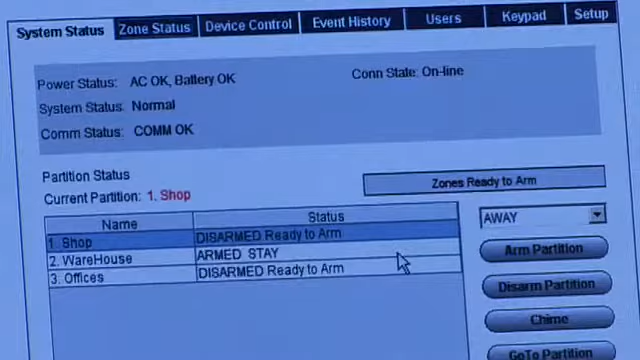 System Status Zone Status Device Control Event History Users Keypad Setup
Power Status: AC OK, Battery OK Conn State: On-line
System Status: Normal
Comm Status: COMM OK
Partition Status
Zones Ready to Arm
Current Partition: 1. Shop
Name Status
AWAY
1. Shop DISARMED Ready to Arm
Arm Partition
2. WareHouse ARMED STAY
3. Offices DISARMED Ready to Arm
Disarm Partition
Chime
GoTo Partition